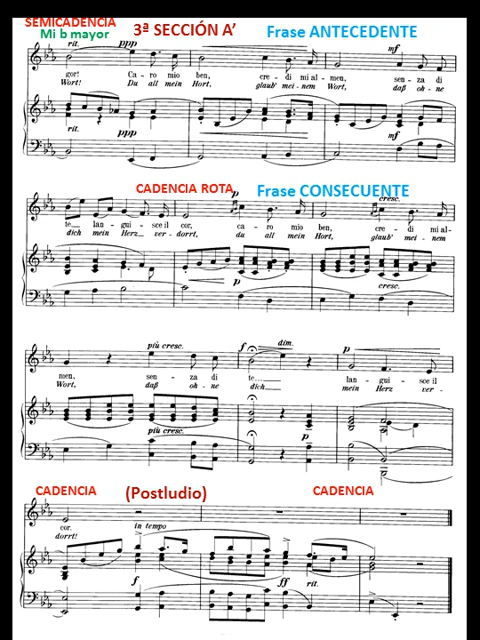 SEMICADENCIA
3ª SECCIÓN A’
Frase ANTECEDENTE
Mi b mayor
rit. ppp mf
gor! Ca- ro mio ben, cre- di mi al- men, sen- za di
Wort! Du all mein Hort, glaub' mei- nem Wort, daß oh- ne
rit. ppp mf
CADENCIA ROTA
Frase CONSECUENTE
cresc.
te lan- gui- sce il cor, ca- ro mio ben, cre- di mi al-
dich mein Herz ver- dorrt, du all mein Hort, glaub' mei- nem
cresc.
più cresc. f dim. p
men, sen- za di te lan- gui- sce il
Wort, daß oh- ne dich mein Herz ver-
più cresc. p
CADENCIA
(Postludio)
CADENCIA
cor. in tempo
dorrt!
f ff rit.